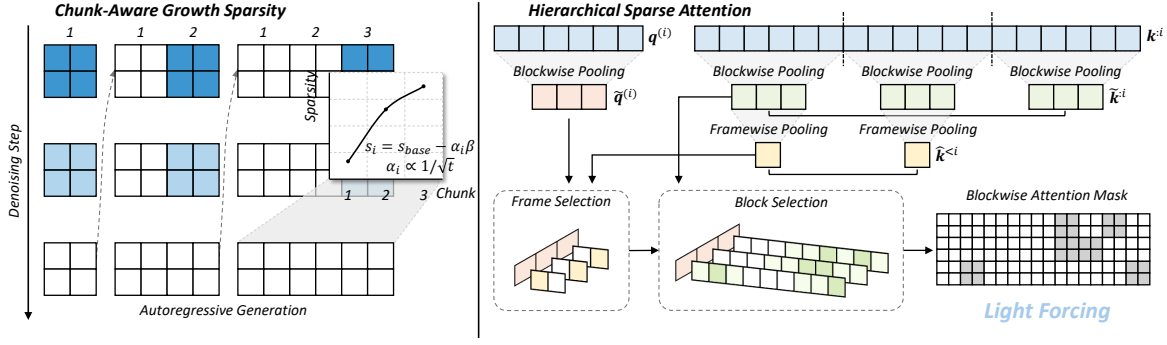 Chunk-Aware Growth Sparsity
1
1
2
1
2
3
Denoising Step
Sparsity
s_i = s_base − α_iβ
α_i ∝ 1/√t
1
2
3
Chunk
Autoregressive Generation
Hierarchical Sparse Attention
q^(i)
k^:i
Blockwise Pooling
Blockwise Pooling
Blockwise Pooling
Blockwise Pooling
q̃^(i)
k̃^:i
Framewise Pooling
Framewise Pooling
k̂^<i
Frame Selection
Block Selection
Blockwise Attention Mask
Light Forcing